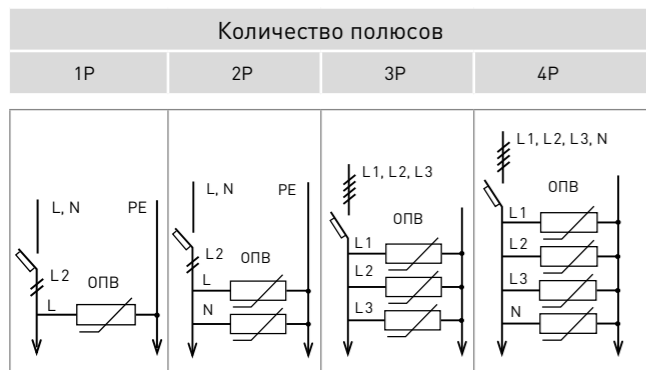 Количество полюсов
1P 2P 3P 4P
L, N PE
L2 ОПВ
L
L, N PE
L2 ОПВ
L
N
L1, L2, L3
ОПВ
L1
L2
L3
L1, L2, L3, N
ОПВ
L1
L2
L3
N